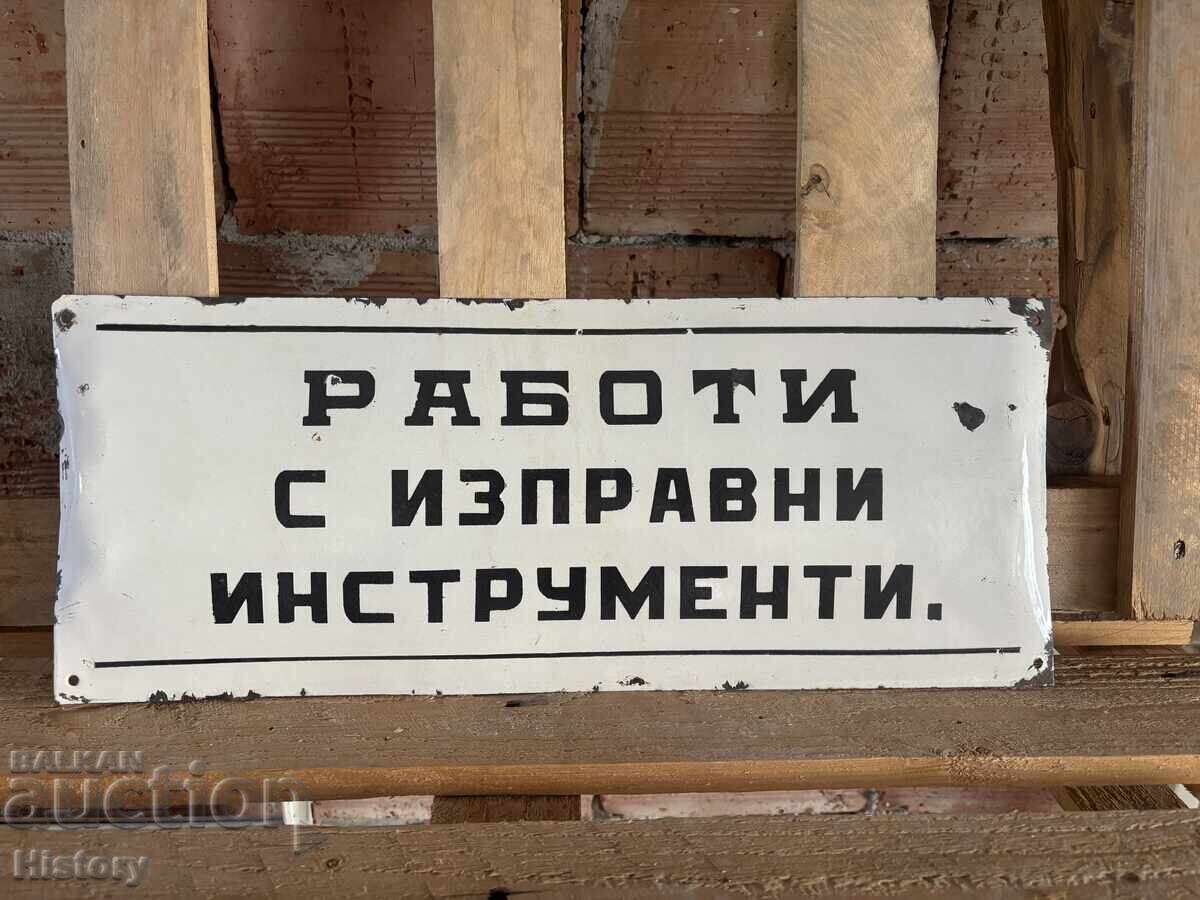 РАБОТИ
С ИЗПРАВНИ
ИНСТРУМЕНТИ.
BALKAN
auction
History